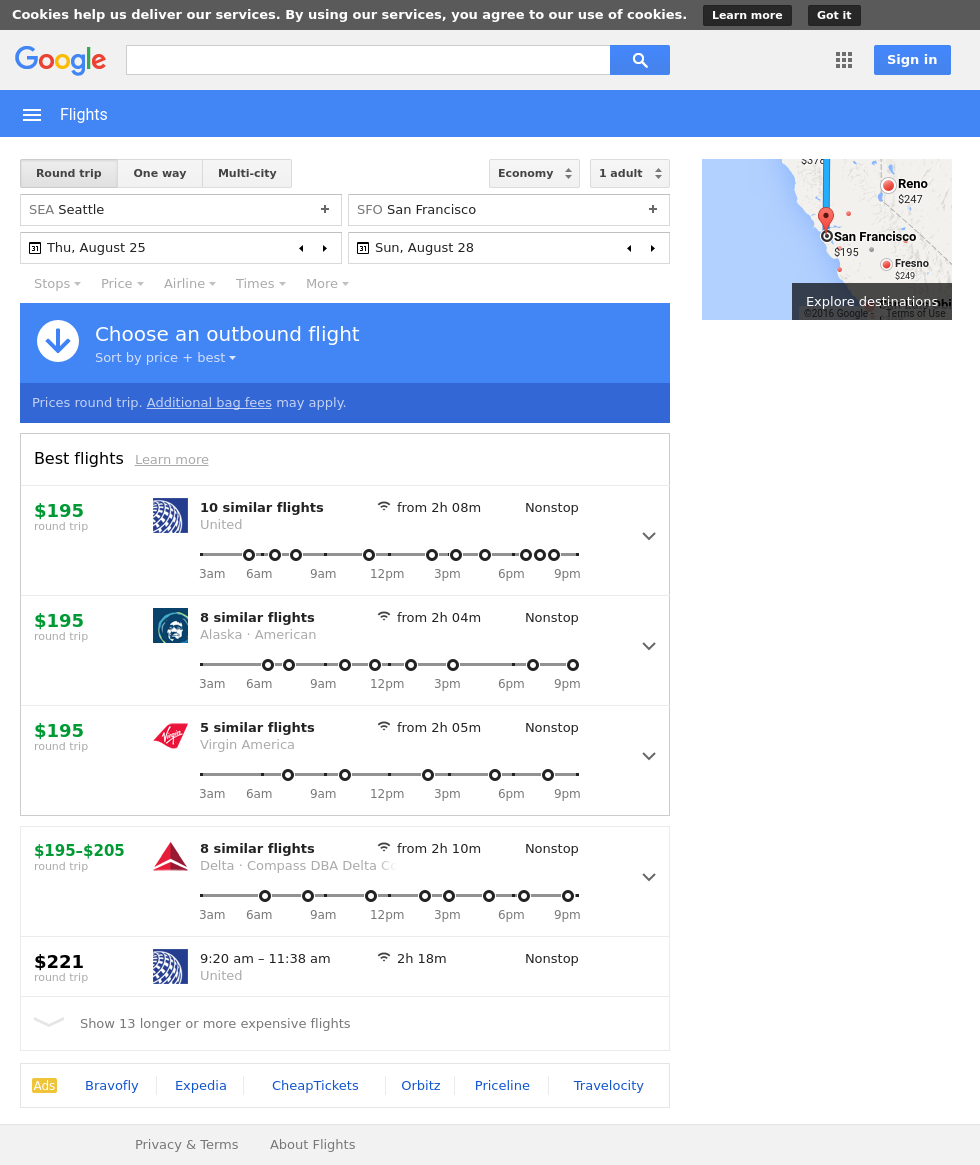 Cookies help us deliver our services. By using our services, you agree to our use of cookies. Learn more Got it
Google Sign in
Flights
Round trip One way Multi-city Economy 1 adult
SEA Seattle SFO San Francisco
31 Thu, August 25 31 Sun, August 28
Stops Price Airline Times More
Choose an outbound flight
Sort by price + best
Prices round trip. Additional bag fees may apply.
Best flights Learn more
$195 10 similar flights from 2h 08m Nonstop
round trip United
3am 6am 9am 12pm 3pm 6pm 9pm
$195 8 similar flights from 2h 04m Nonstop
round trip Alaska · American
3am 6am 9am 12pm 3pm 6pm 9pm
$195 5 similar flights from 2h 05m Nonstop
round trip Virgin America
Virgin
3am 6am 9am 12pm 3pm 6pm 9pm
$195–$205 8 similar flights from 2h 10m Nonstop
round trip Delta · Compass DBA Delta
3am 6am 9am 12pm 3pm 6pm 9pm
$221 9:20 am – 11:38 am 2h 18m Nonstop
round trip United
Show 13 longer or more expensive flights
Ads Bravofly Expedia CheapTickets Orbitz Priceline Travelocity
Privacy & Terms About Flights
Reno
$247
San Francisco
$195
Fresno
$249
Explore destinations
©2016 Google Terms of Use